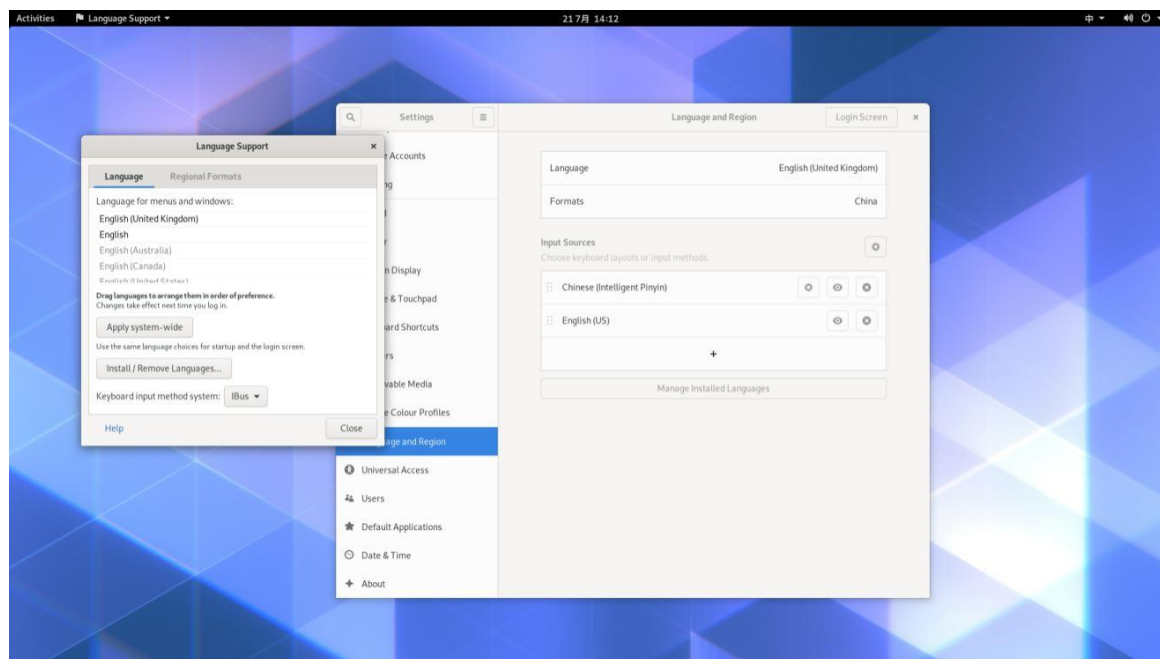 Activities Language Support 21 7月 14:12 中
Language Support
Language Regional Formats
Language for menus and windows:
English (United Kingdom)
English
English (Australia)
English (Canada)
English (United States)
Drag languages to arrange them in order of preference.
Changes take effect next time you log in.
Apply system-wide
Use the same language choices for startup and the login screen.
Install / Remove Languages...
Keyboard input method system: IBus
Help Close
Settings
Accounts
Display
& Touchpad
Shortcuts
Media
Colour Profiles
and Region
Universal Access
Users
Default Applications
Date & Time
About
Language and Region Login Screen
Language English (United Kingdom)
Formats China
Input Sources
Choose keyboard layouts or input methods.
Chinese (Intelligent Pinyin)
English (US)
+
Manage Installed Languages